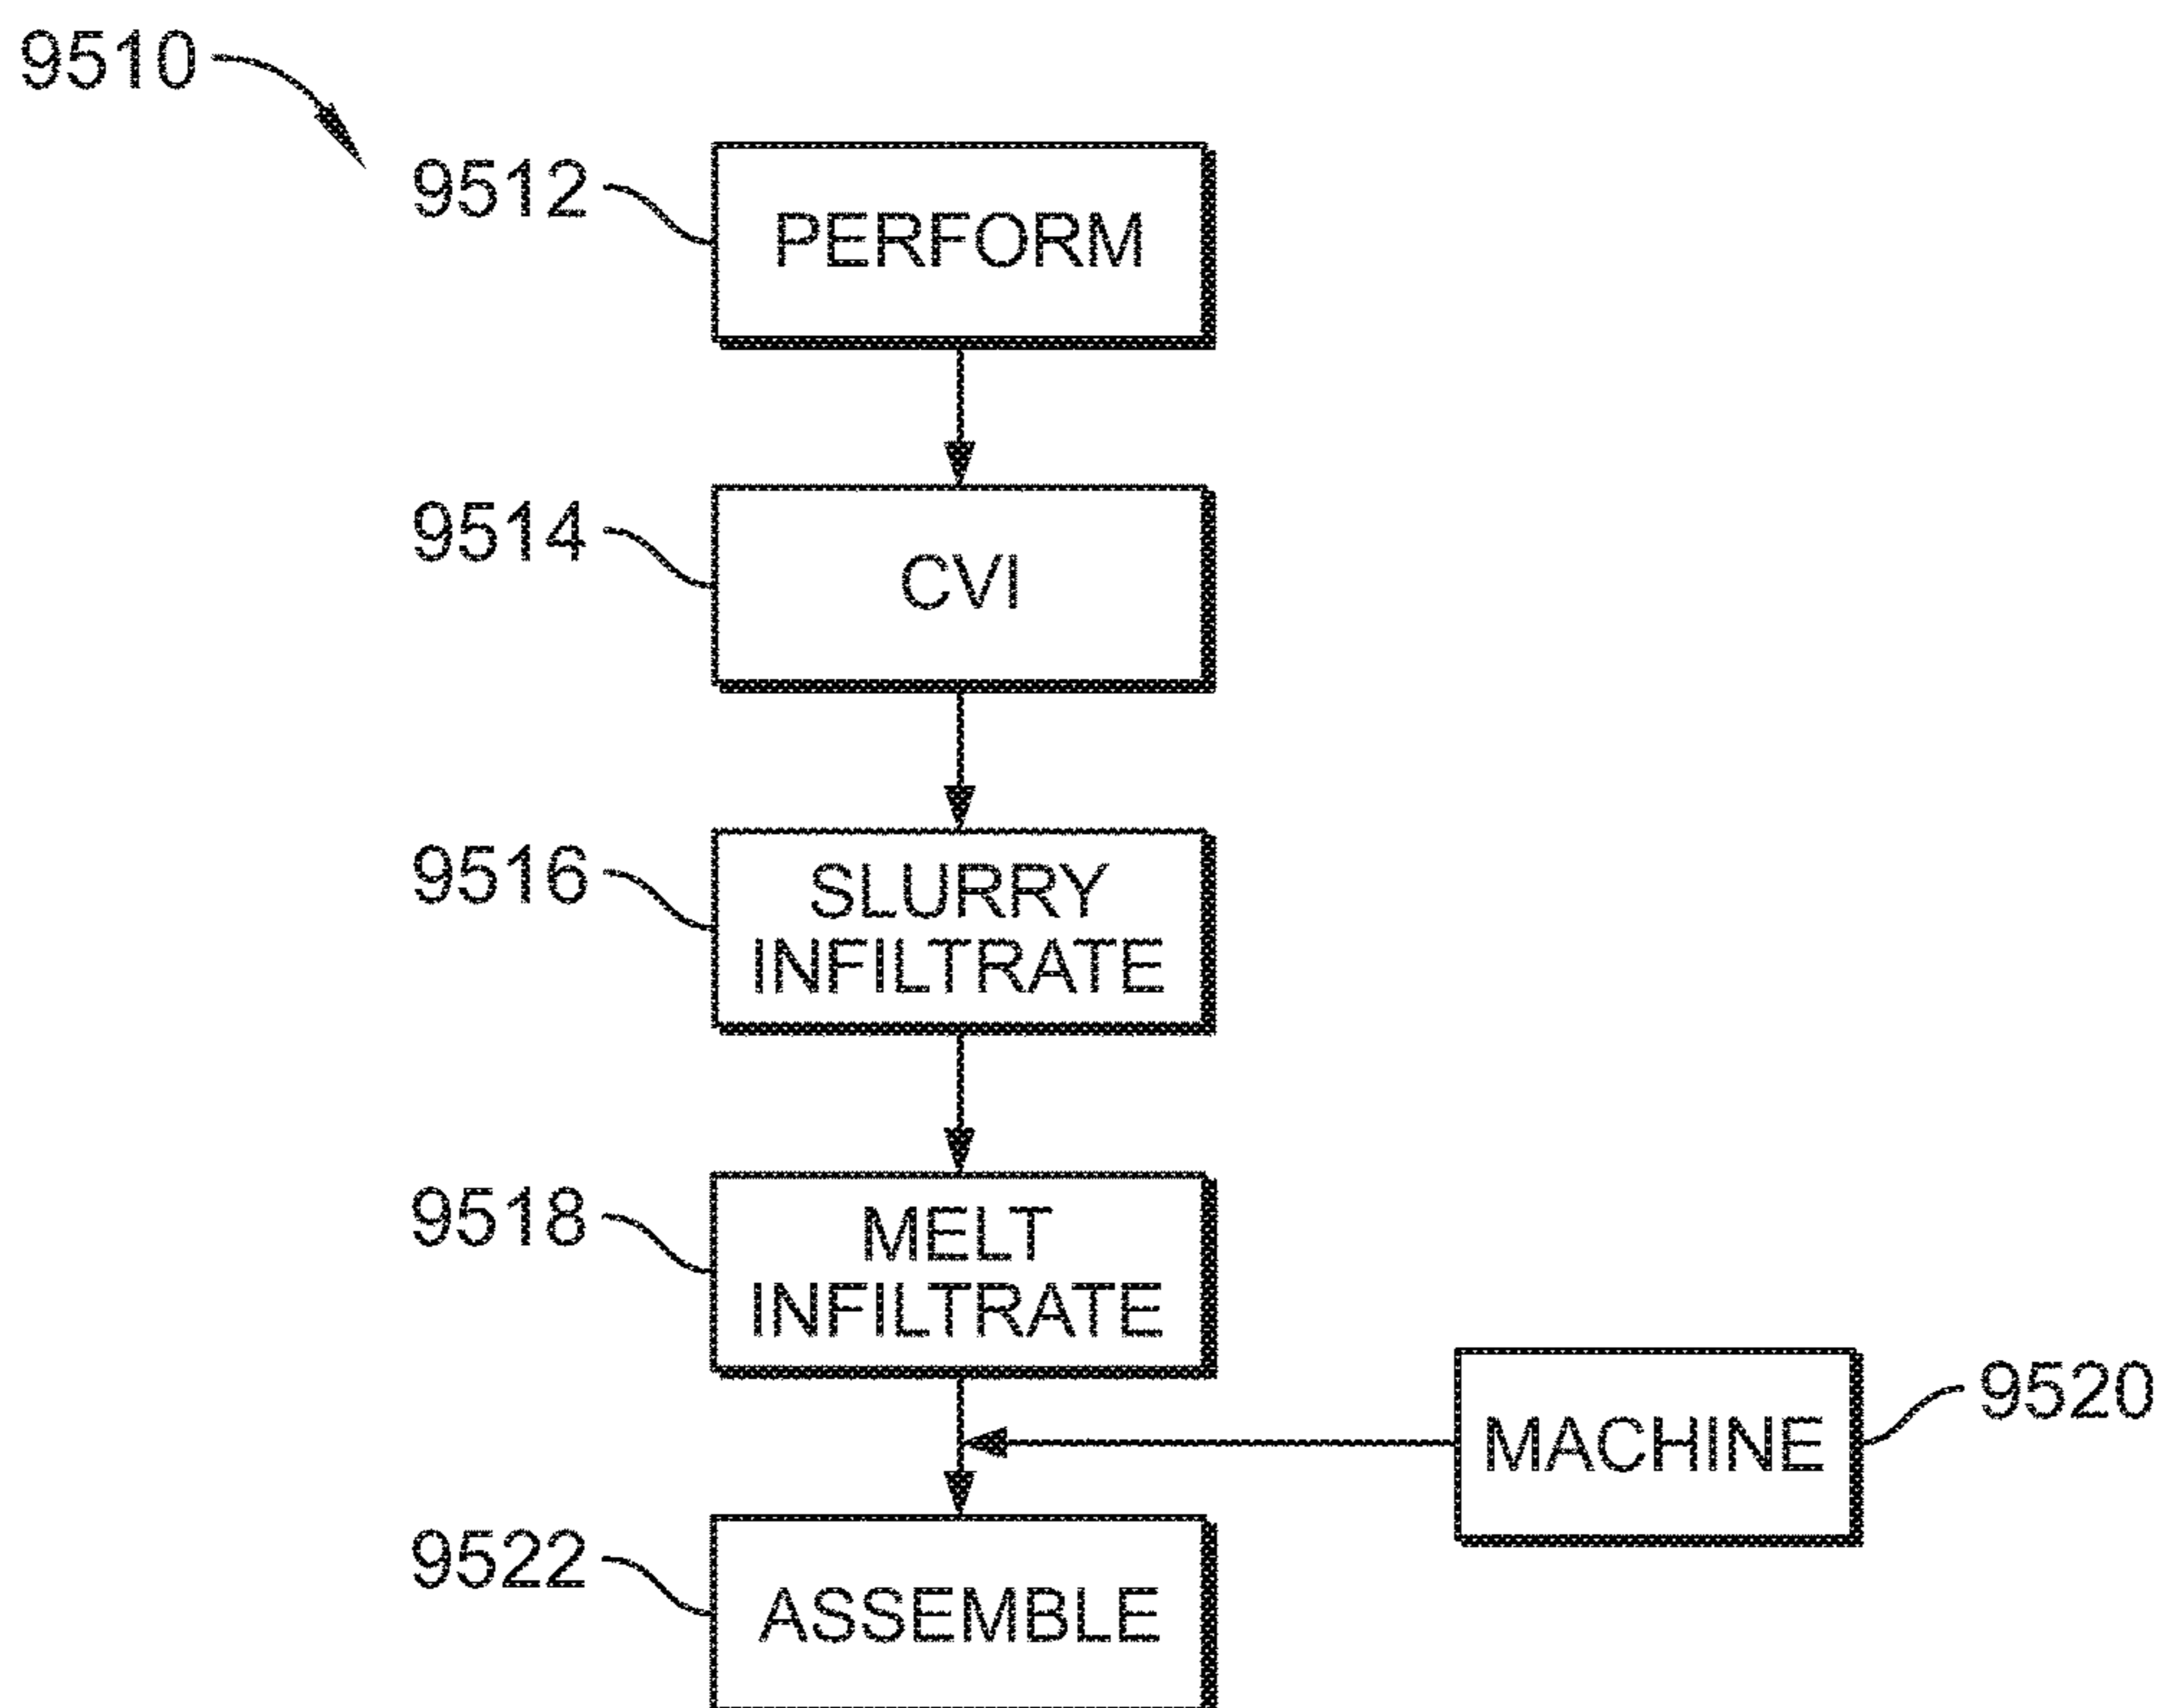 9510
9512
PERFORM
9514
CVI
9516
SLURRY
INFILTRATE
9518
MELT
INFILTRATE
MACHINE
9520
9522
ASSEMBLE